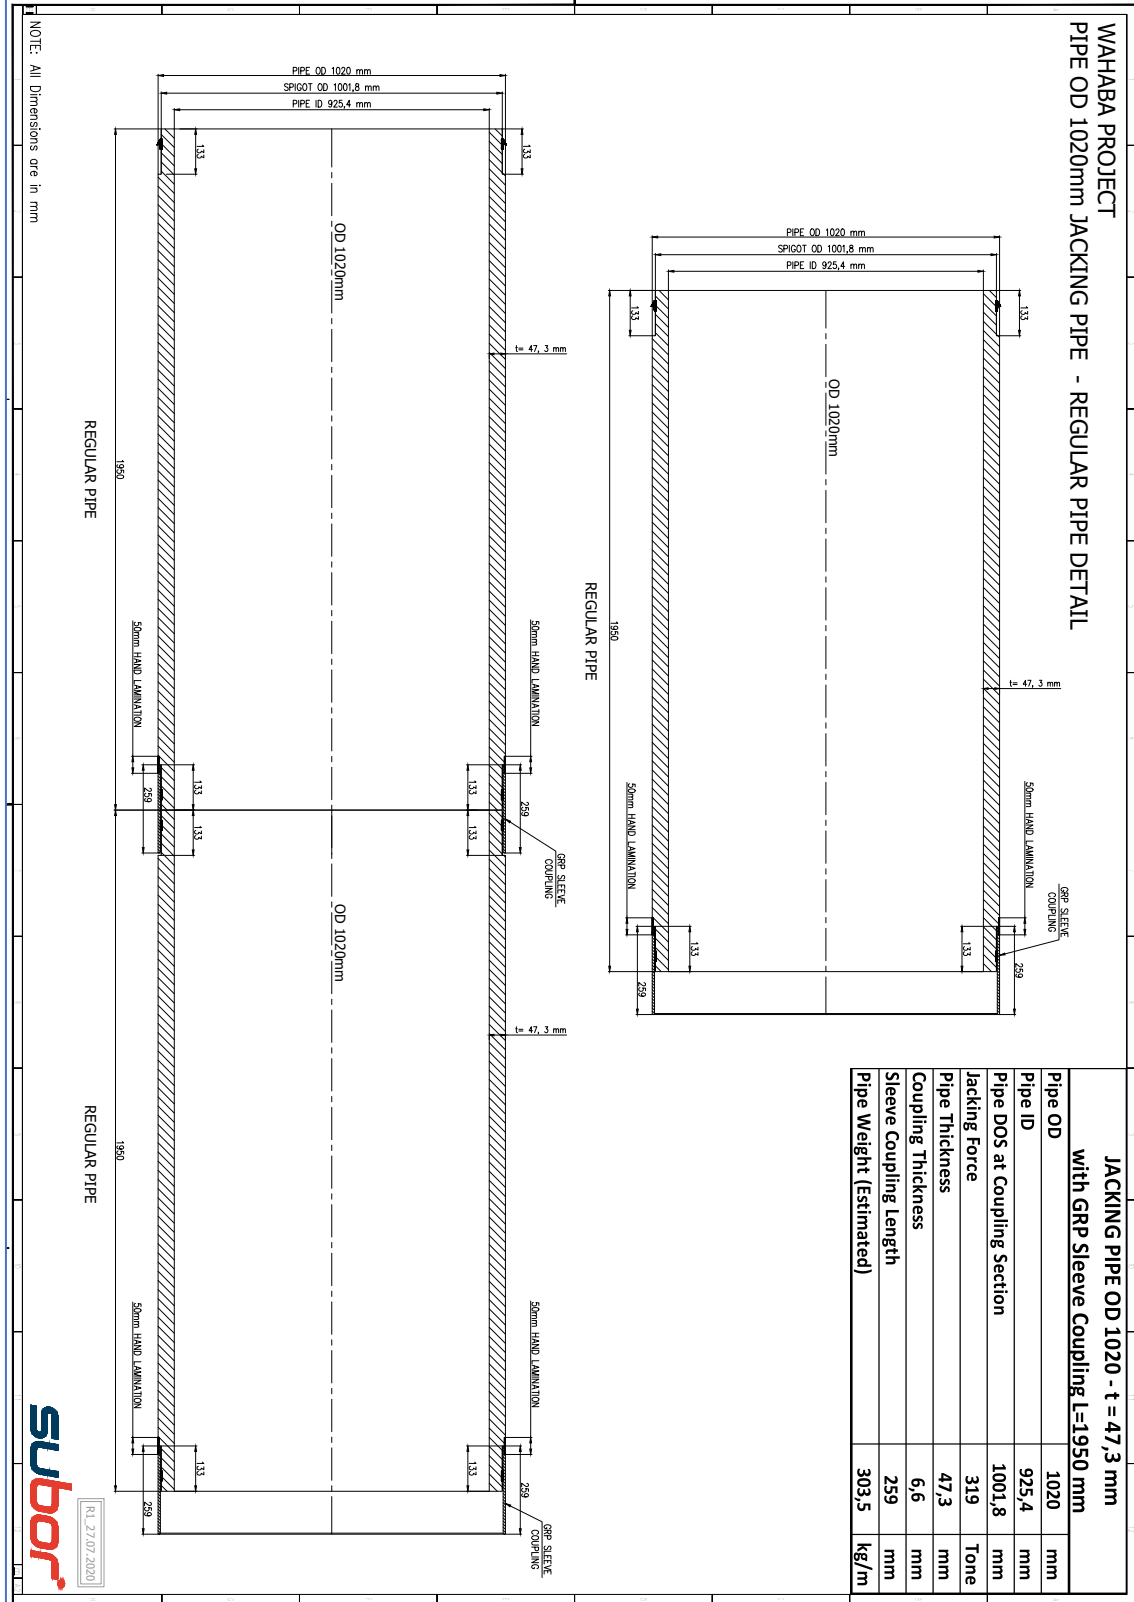 WAHABA PROJECT
PIPE OD 1020mm JACKING PIPE - REGULAR PIPE DETAIL
PIPE OD 1020 mm
SPIGOT OD 1001,8 mm
PIPE ID 925,4 mm
133
133
OD 1020mm
t= 47, 3 mm
1950
REGULAR PIPE
50mm HAND LAMINATION
50mm HAND LAMINATION
GRP SLEEVE
COUPLING
133
133
259
259
JACKING PIPE OD 1020 - t = 47,3 mm
with GRP Sleeve Coupling L=1950 mm
Pipe OD 1020 mm
Pipe ID 925,4 mm
Pipe DOS at Coupling Section 1001,8 mm
Jacking Force 319 Tone
Pipe Thickness 47,3 mm
Coupling Thickness 6,6 mm
Sleeve Coupling Length 259 mm
Pipe Weight (Estimated) 303,5 kg/m
PIPE OD 1020 mm
SPIGOT OD 1001,8 mm
PIPE ID 925,4 mm
133
133
OD 1020mm
t= 47, 3 mm
1950
REGULAR PIPE
50mm HAND LAMINATION
50mm HAND LAMINATION
133
133
133
133
259
259
GRP SLEEVE
COUPLING
OD 1020mm
t= 47, 3 mm
1950
REGULAR PIPE
50mm HAND LAMINATION
50mm HAND LAMINATION
133
133
259
259
GRP SLEEVE
COUPLING
NOTE: All Dimensions are in mm
subor
R1_27.07.2020